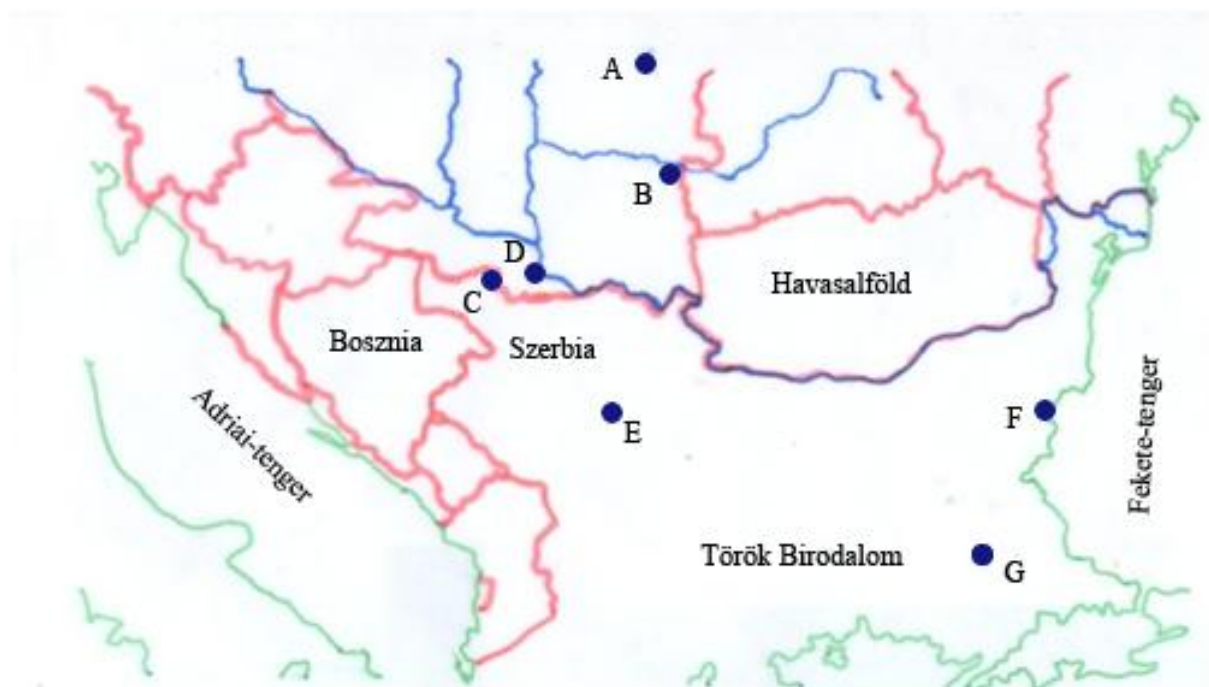 A
B
D
C
Havasalföld
Bosznia
Szerbia
Adriai-tenger
E
F
Fekete-tenger
Török Birodalom
G